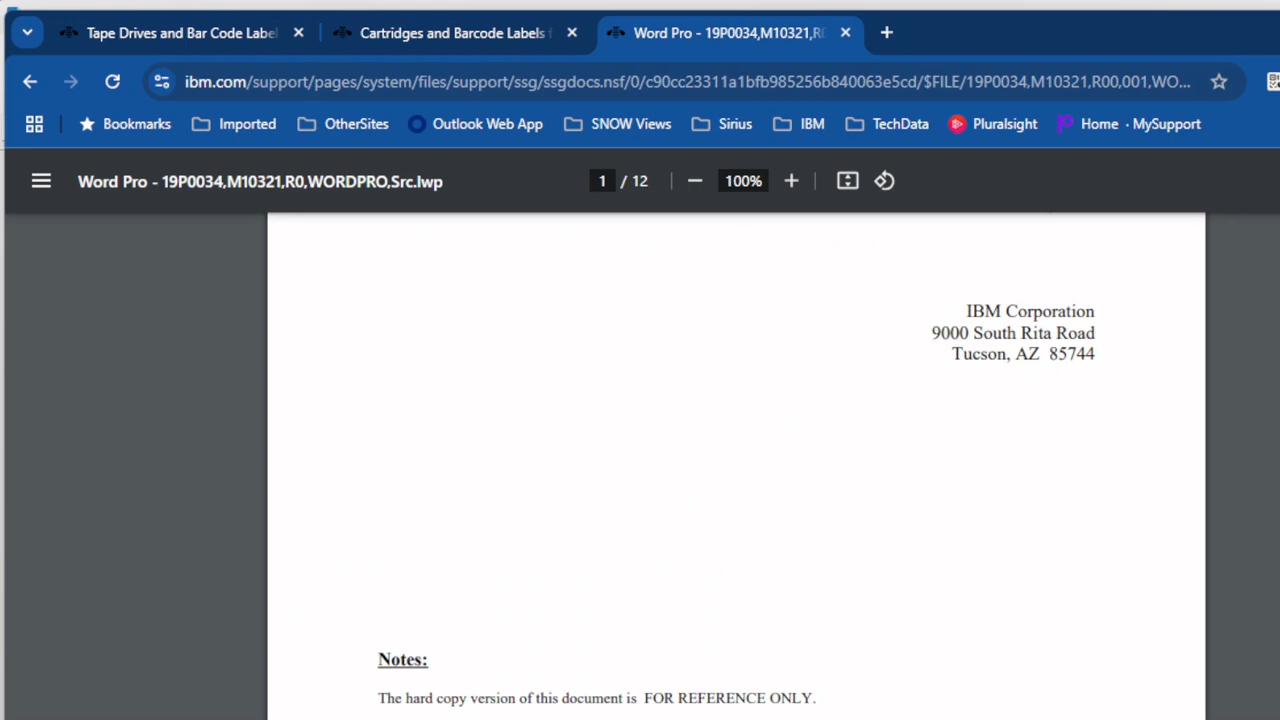 Tape Drives and Bar Code Label
Cartridges and Barcode Labels f
Word Pro - 19P0034,M10321,R0
ibm.com/support/pages/system/files/support/ssg/ssgdocs.nsf/0/c90cc23311a1bfb985256b840063e5cd/$FILE/19P0034,M10321,R00,001,WO...
Bookmarks Imported OtherSites Outlook Web App SNOW Views Sirius IBM TechData Pluralsight Home · MySupport
Word Pro - 19P0034,M10321,R0,WORDPRO,Src.lwp
1 / 12
100%
IBM Corporation
9000 South Rita Road
Tucson, AZ 85744
Notes:
The hard copy version of this document is FOR REFERENCE ONLY.